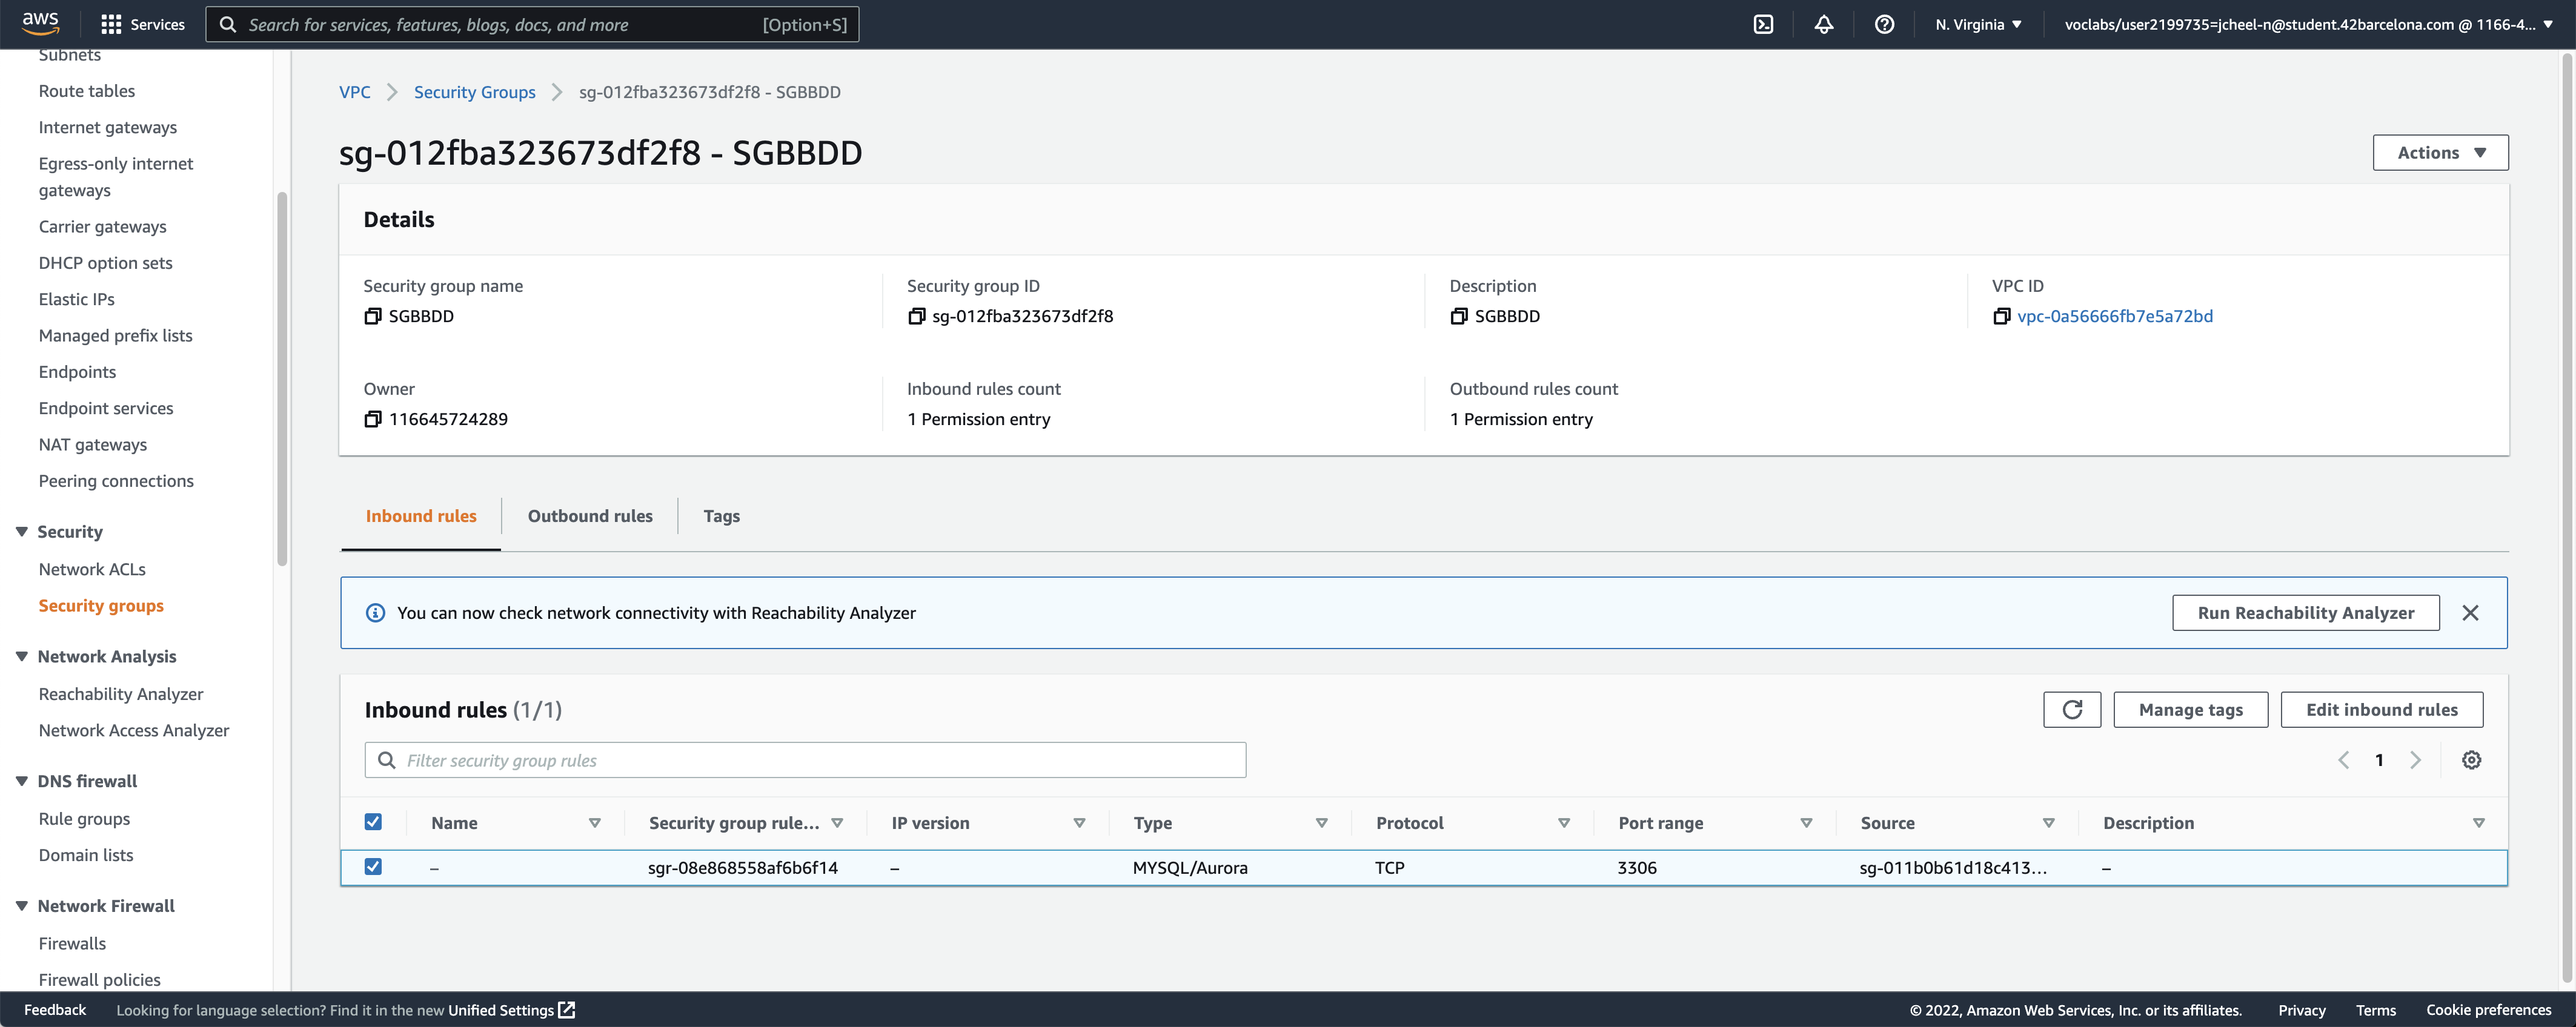 aws
Services
Search for services, features, blogs, docs, and more
[Option+S]
N. Virginia
voclabs/user2199735=jcheel-n@student.42barcelona.com @ 1166-4...
Subnets
Route tables
Internet gateways
Egress-only internet
gateways
Carrier gateways
DHCP option sets
Elastic IPs
Managed prefix lists
Endpoints
Endpoint services
NAT gateways
Peering connections
Security
Network ACLs
Security groups
Network Analysis
Reachability Analyzer
Network Access Analyzer
DNS firewall
Rule groups
Domain lists
Network Firewall
Firewalls
Firewall policies
VPC
Security Groups
sg-012fba323673df2f8 - SGBBDD
sg-012fba323673df2f8 - SGBBDD
Actions
Details
Security group name
SGBBDD
Security group ID
sg-012fba323673df2f8
Description
SGBBDD
VPC ID
vpc-0a56666fb7e5a72bd
Owner
116645724289
Inbound rules count
1 Permission entry
Outbound rules count
1 Permission entry
Inbound rules
Outbound rules
Tags
You can now check network connectivity with Reachability Analyzer
Run Reachability Analyzer
Inbound rules (1/1)
Manage tags
Edit inbound rules
Filter security group rules
1
Name
Security group rule...
IP version
Type
Protocol
Port range
Source
Description
– sgr-08e868558af6b6f14 – MYSQL/Aurora TCP 3306 sg-011b0b61d18c413... –
Feedback
Looking for language selection? Find it in the new Unified Settings
© 2022, Amazon Web Services, Inc. or its affiliates.
Privacy
Terms
Cookie preferences